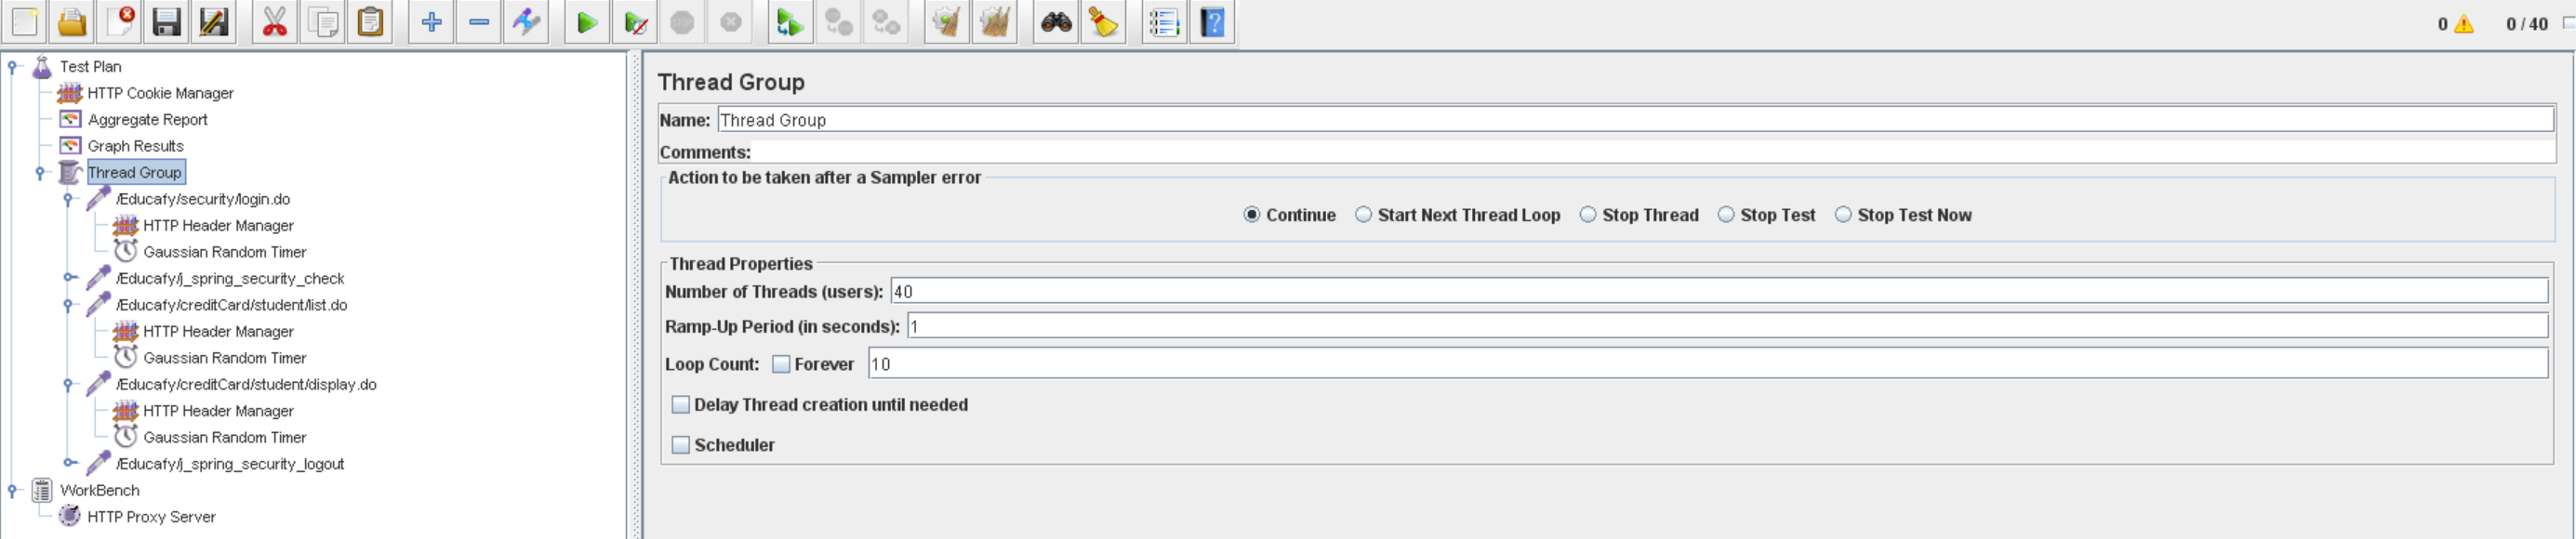 0 0 / 40
Test Plan
HTTP Cookie Manager
Aggregate Report
Graph Results
Thread Group
/Educafy/security/login.do
HTTP Header Manager
Gaussian Random Timer
/Educafy/j_spring_security_check
/Educafy/creditCard/student/list.do
HTTP Header Manager
Gaussian Random Timer
/Educafy/creditCard/student/display.do
HTTP Header Manager
Gaussian Random Timer
/Educafy/j_spring_security_logout
WorkBench
HTTP Proxy Server
Thread Group
Name: Thread Group
Comments:
Action to be taken after a Sampler error
Continue Start Next Thread Loop Stop Thread Stop Test Stop Test Now
Thread Properties
Number of Threads (users): 40
Ramp-Up Period (in seconds): 1
Loop Count: Forever 10
Delay Thread creation until needed
Scheduler